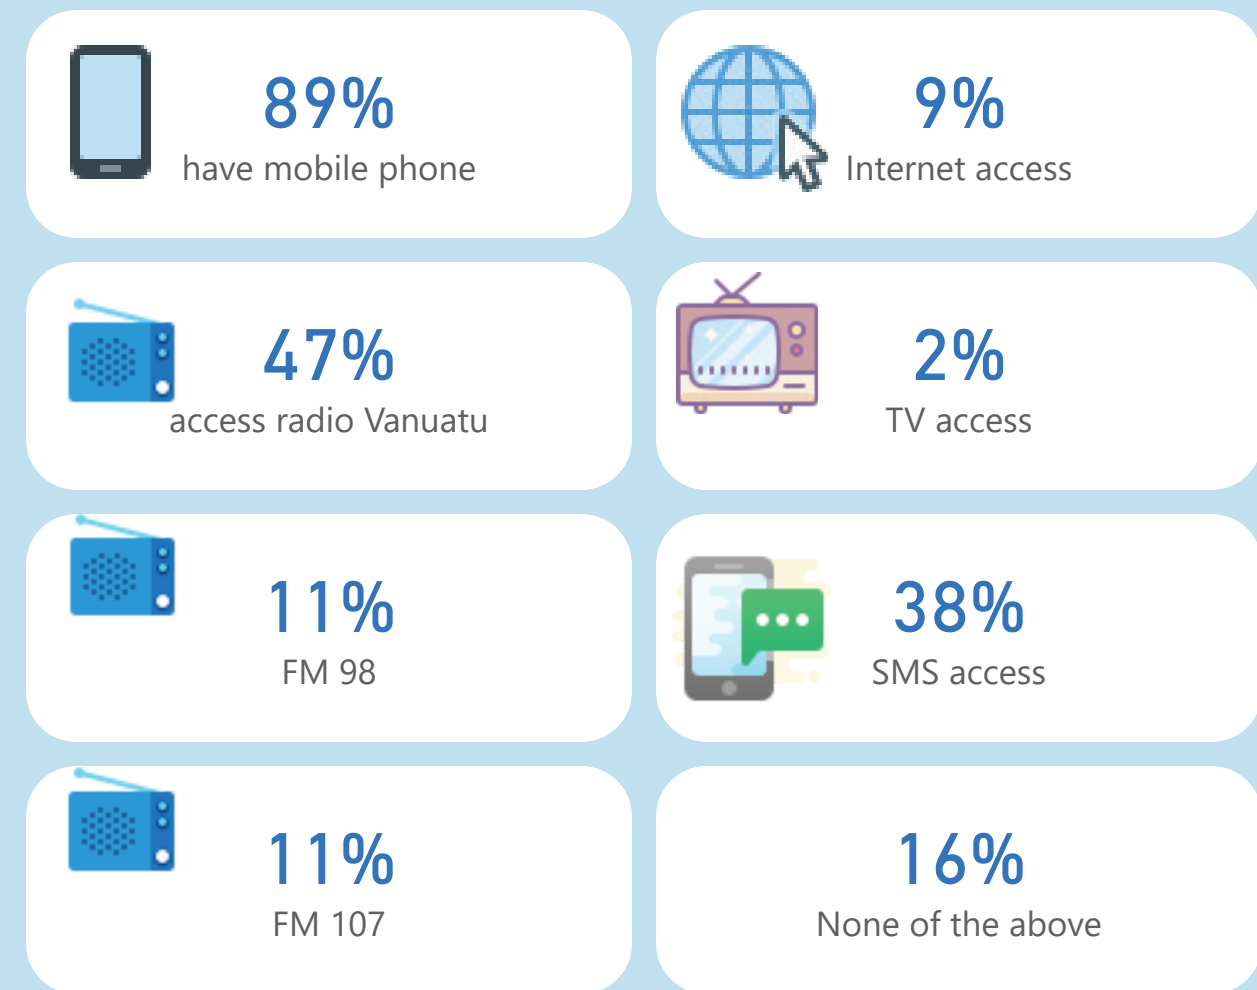 89%
have mobile phone
9%
Internet access
47%
access radio Vanuatu
2%
TV access
11%
FM 98
38%
SMS access
11%
FM 107
16%
None of the above